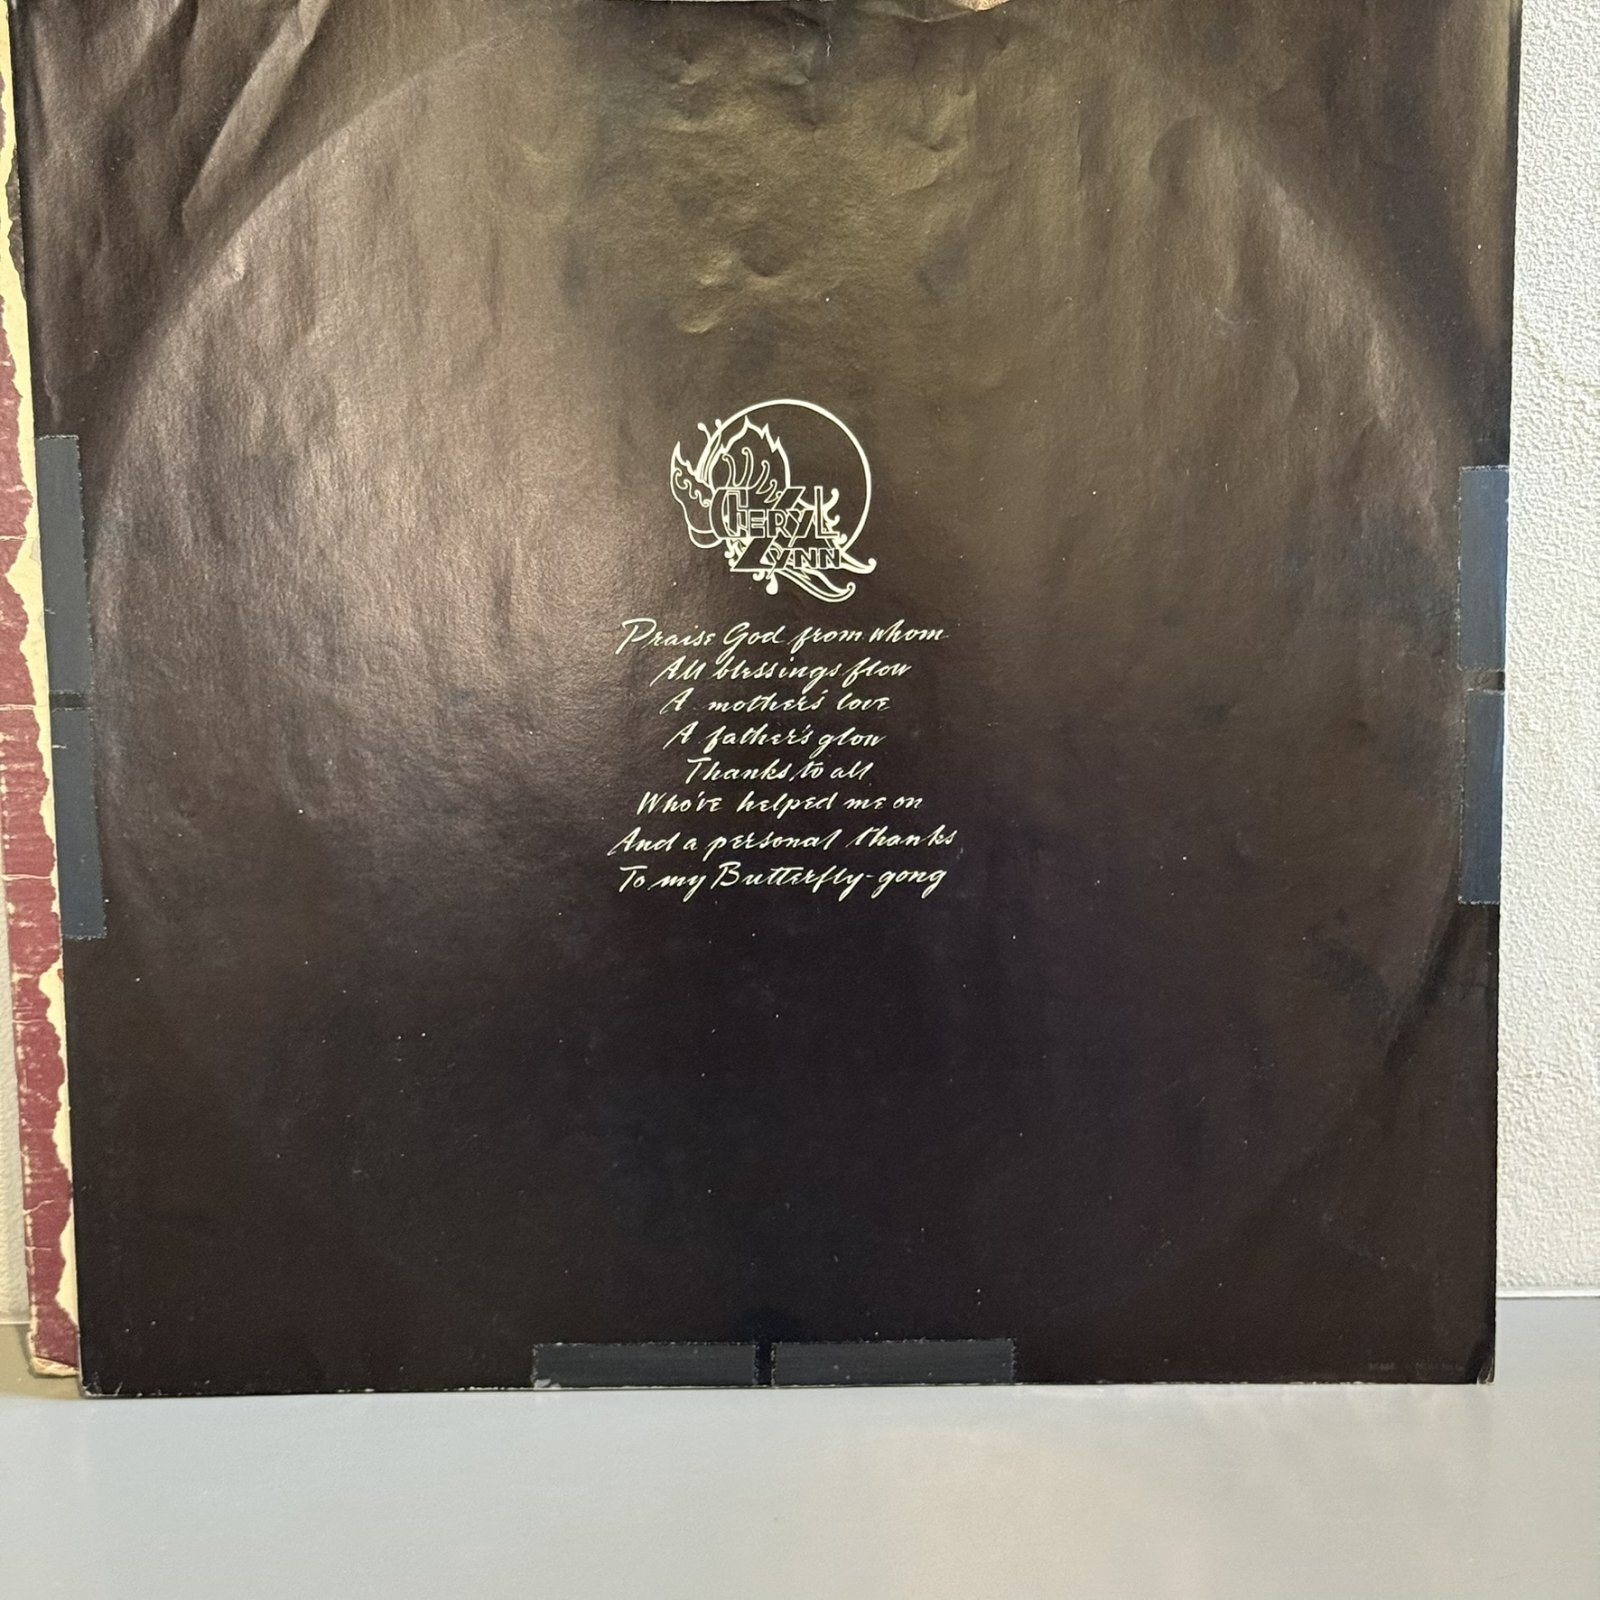 CHERYL
LYNN
Praise God from whom
All blessings flow
A mother's love
A father's glow
Thanks to all
Who've helped me on
And a personal thanks
To my Butterfly-gong